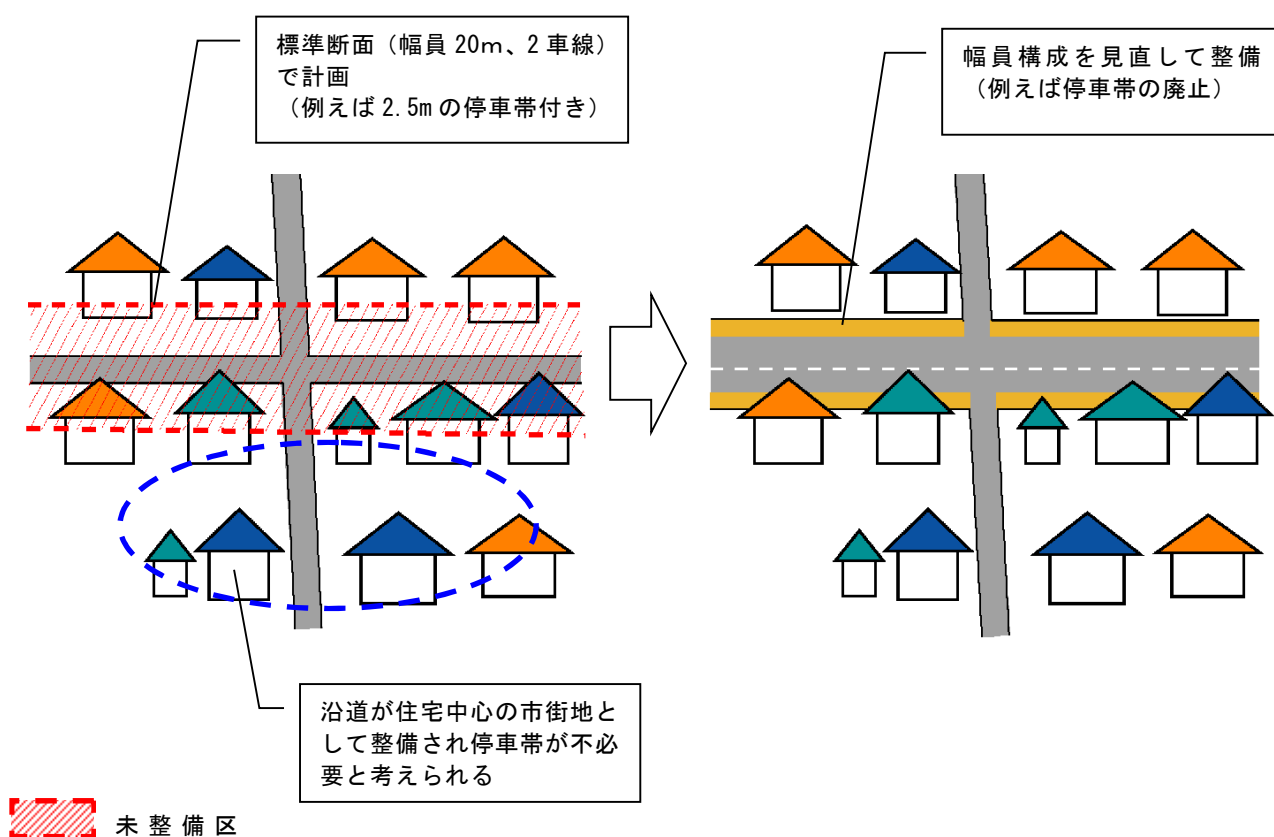 標準断面（幅員 20ｍ、2 車線）
で計画
（例えば 2.5m の停車帯付き）
幅員構成を見直して整備
（例えば停車帯の廃止）
沿道が住宅中心の市街地と
して整備され停車帯が不必
要と考えられる
未整備区